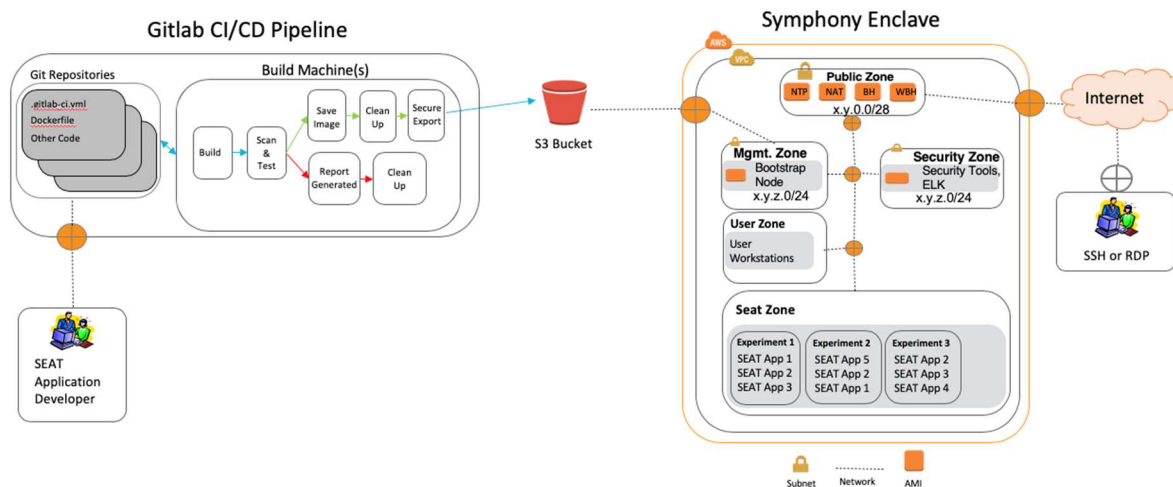 Gitlab CI/CD Pipeline
Git Repositories
.gitlab-ci.yml
Dockerfile
Other Code
Build Machine(s)
Build
Scan
&
Test
Save
Image
Clean
Up
Secure
Export
Report
Generated
Clean
Up
SEAT
Application
Developer
S3 Bucket
Symphony Enclave
AWS
VPC
Public Zone
NTP
NAT
BH
WBH
x.y.0.0/28
Mgmt. Zone
Bootstrap
Node
x.y.z.0/24
Security Zone
Security Tools,
ELK
x.y.z.0/24
User Zone
User
Workstations
Seat Zone
Experiment 1
SEAT App 1
SEAT App 2
SEAT App 3
Experiment 2
SEAT App 5
SEAT App 2
SEAT App 1
Experiment 3
SEAT App 2
SEAT App 3
SEAT App 4
Internet
SSH or RDP
Subnet
Network
AMI